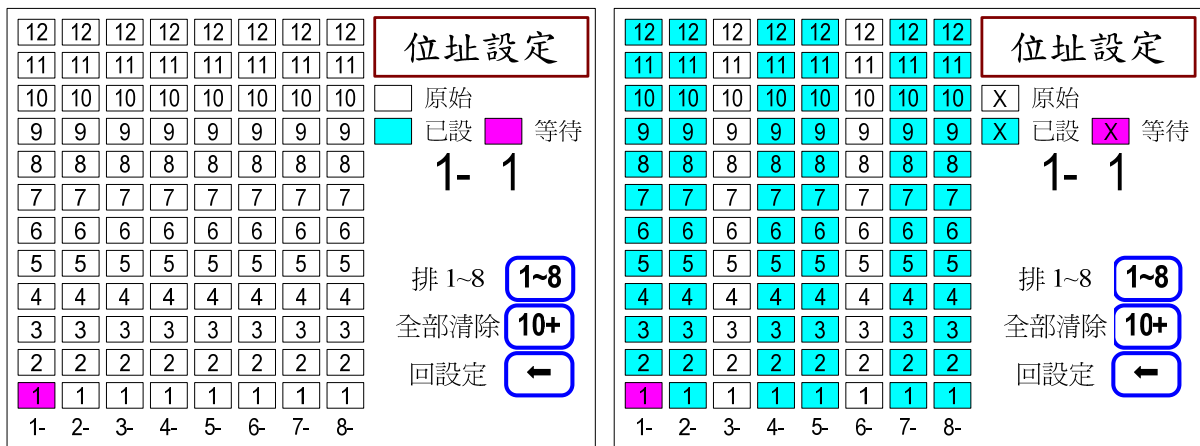 12 12 12 12 12 12 12 12
11 11 11 11 11 11 11 11
10 10 10 10 10 10 10 10
9 9 9 9 9 9 9 9
8 8 8 8 8 8 8 8
7 7 7 7 7 7 7 7
6 6 6 6 6 6 6 6
5 5 5 5 5 5 5 5
4 4 4 4 4 4 4 4
3 3 3 3 3 3 3 3
2 2 2 2 2 2 2 2
1 1 1 1 1 1 1 1
1- 2- 3- 4- 5- 6- 7- 8-
位址設定
原始
已設 等待
1- 1
排 1~8 1~8
全部清除 10+
回設定 ⬅
12 12 12 12 12 12 12 12
11 11 11 11 11 11 11 11
10 10 10 10 10 10 10 10
9 9 9 9 9 9 9 9
8 8 8 8 8 8 8 8
7 7 7 7 7 7 7 7
6 6 6 6 6 6 6 6
5 5 5 5 5 5 5 5
4 4 4 4 4 4 4 4
3 3 3 3 3 3 3 3
2 2 2 2 2 2 2 2
1 1 1 1 1 1 1 1
1- 2- 3- 4- 5- 6- 7- 8-
位址設定
X 原始
X 已設 X 等待
1- 1
排 1~8 1~8
全部清除 10+
回設定 ⬅